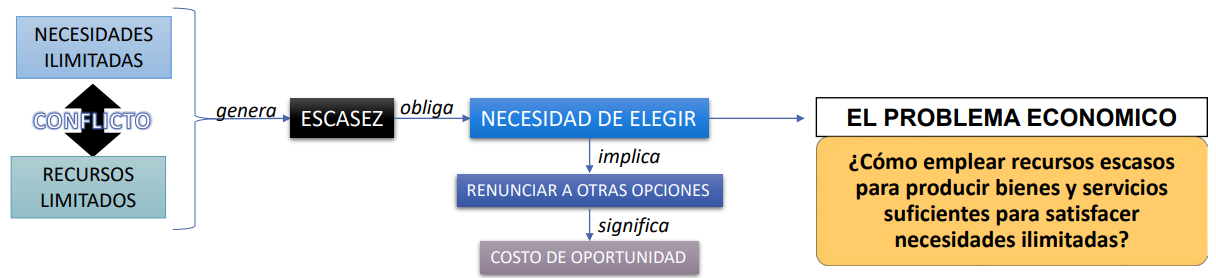 NECESIDADES
ILIMITADAS
CONFLICTO
RECURSOS
LIMITADOS
genera
ESCASEZ
obliga
NECESIDAD DE ELEGIR
implica
RENUNCIAR A OTRAS OPCIONES
significa
COSTO DE OPORTUNIDAD
EL PROBLEMA ECONOMICO
¿Cómo emplear recursos escasos
para producir bienes y servicios
suficientes para satisfacer
necesidades ilimitadas?